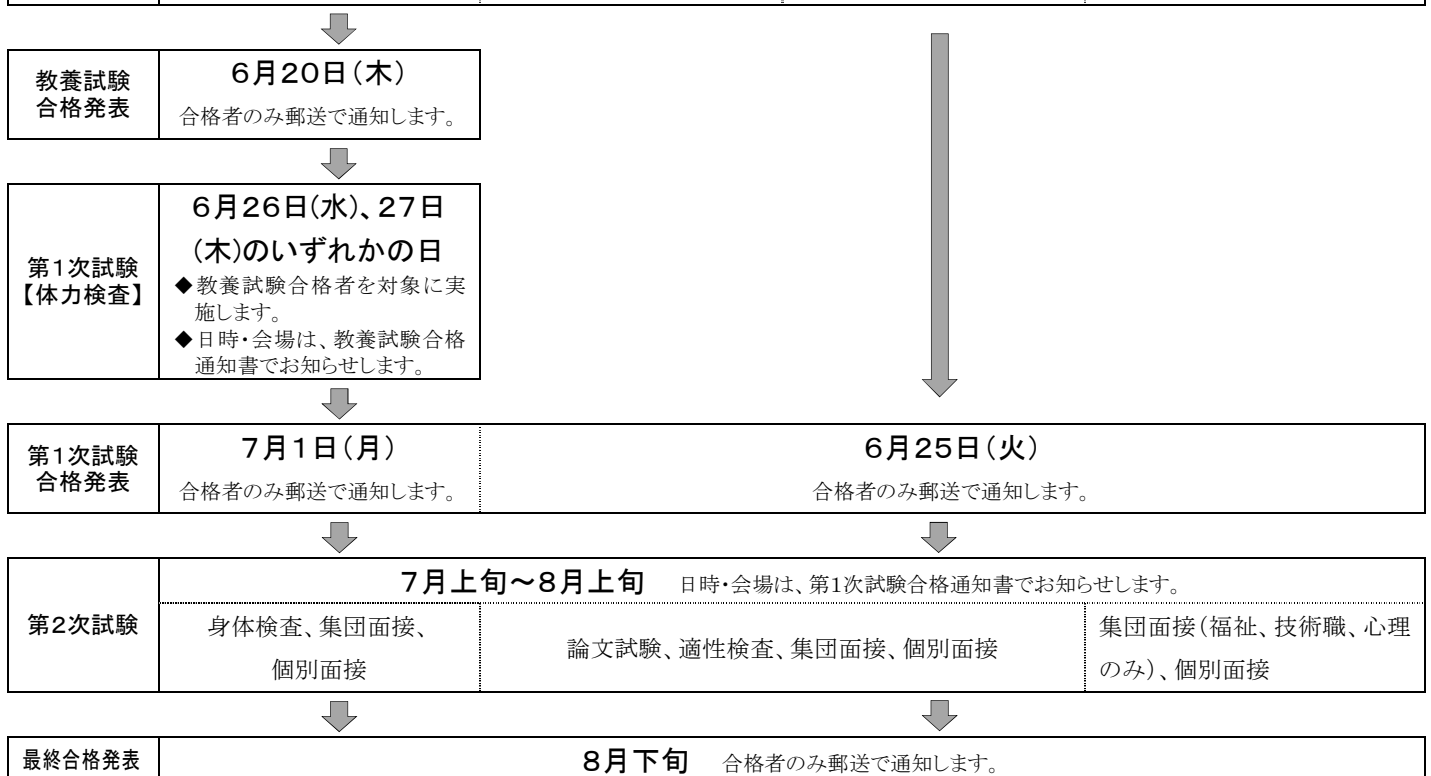 教養試験
合格発表
6月20日(木)
合格者のみ郵送で通知します。
第1次試験
【体力検査】
6月26日(水)、27日
(木)のいずれかの日
◆教養試験合格者を対象に実
施します。
◆日時・会場は、教養試験合格
通知書でお知らせします。
第1次試験
合格発表
7月1日(月)
合格者のみ郵送で通知します。
6月25日(火)
合格者のみ郵送で通知します。
第2次試験
7月上旬~8月上旬 日時・会場は、第1次試験合格通知書でお知らせします。
身体検査、集団面接、
個別面接
論文試験、適性検査、集団面接、個別面接
集団面接(福祉、技術職、心理
のみ)、個別面接
最終合格発表
8月下旬 合格者のみ郵送で通知します。